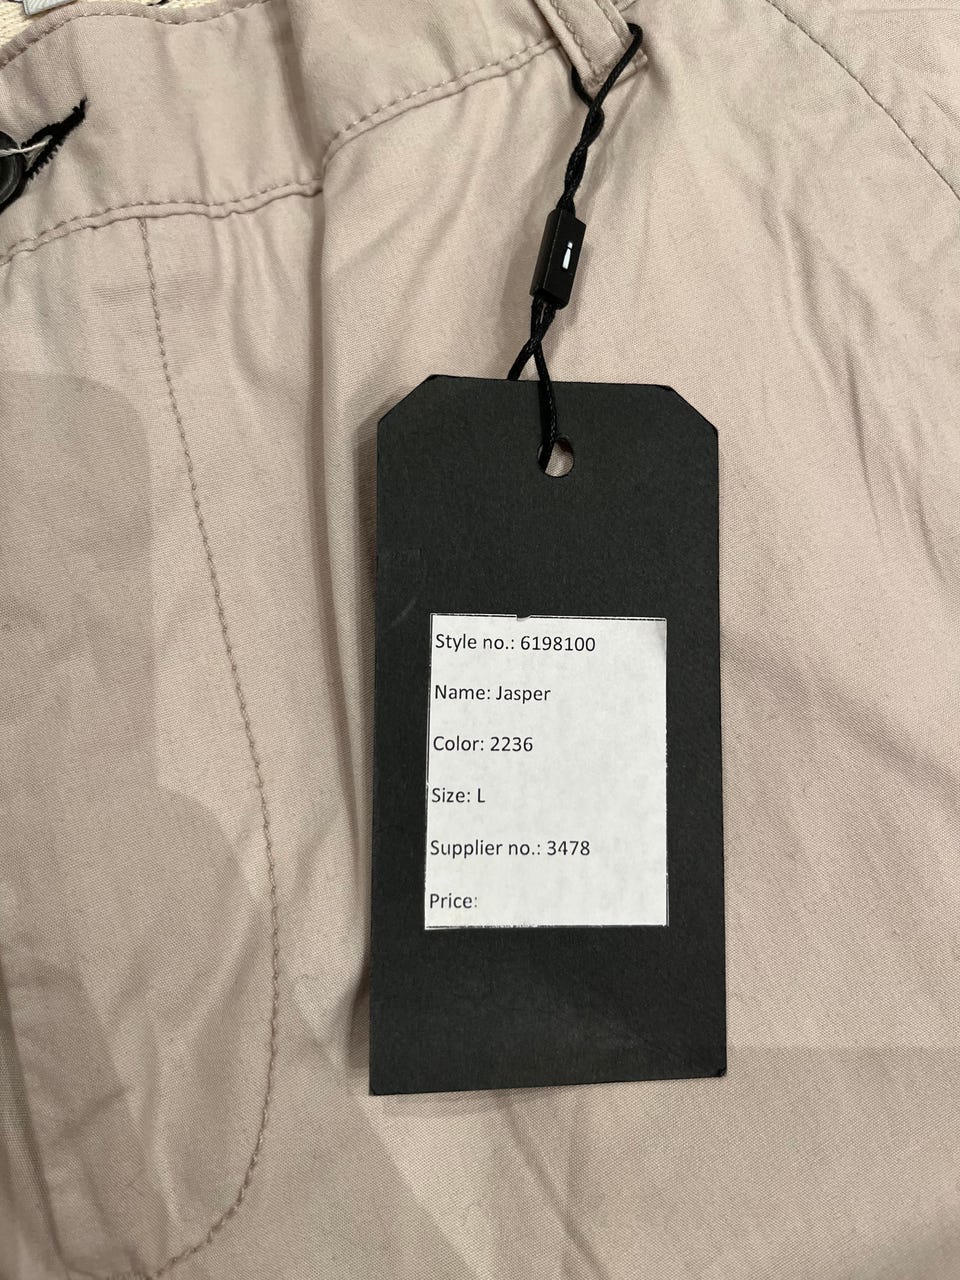 Style no.: 6198100
Name: Jasper
Color: 2236
Size: L
Supplier no.: 3478
Price: